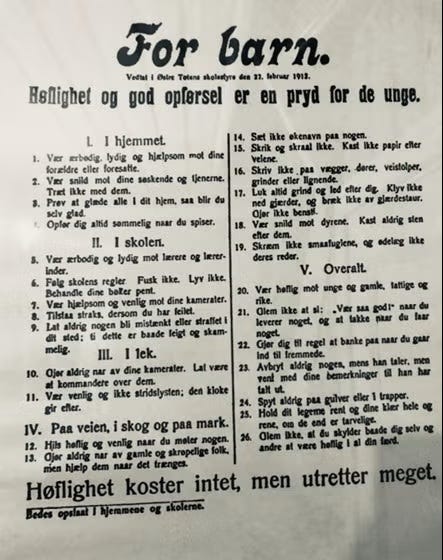 For barn.
Vedtat i Østre Totens skolestyre den 22. februar 1912.
Høflighet og god opførsel er en pryd for de unge.
I. I hjemmet.
1. Vær ærbødig, lydig og hjælpsom mot dine
forældre eller foresatte.
2. Vær snild mot dine søskende og tjenerne.
Træt ikke med dem.
3. Prøv at glæde alle i dit hjem, saa blir du
selv glad.
4. Opfør dig altid sømmelig naar du spiser.
II. I skolen.
5. Vær ærbødig og lydig mot lærere og lærer-
inder.
6. Følg skolens regler. Fusk ikke. Lyv ikke.
Behandle dine bøker pent.
7. Vær hjælpsom og venlig mot dine kamerater.
8. Tilstaa straks, dersom du har feilet.
9. Lat aldrig nogen bli mistænkt eller straffet i
dit sted; ti dette er baade feigt og skam-
melig.
III. I lek.
10. Gjør aldrig nar av dine kamerater. Lat være
at kommandere over dem.
11. Vær venlig og ikke stridslysten; den kloke
gir efter.
IV. Paa veien, i skog og paa mark.
12. Hils høflig og venlig naar du møter nogen.
13. Gjør aldrig nar av gamle og skrøpelige folk,
men hjælp dem naar det trænges.
14. Sæt ikke økenavn paa nogen.
15. Skrik og skraal ikke. Kast ikke papir efter
veiene.
16. Skriv ikke paa vægger, dører, veistolper,
grinder eller lignende.
17. Luk altid grind og led efter dig. Klyv ikke
ned gjerder, og bræk ikke av gjærdestaur.
Gjør ikke bensti.
18. Vær snild mot dyrene. Kast aldrig sten
efter dem.
19. Skræm ikke smaafuglene, og ødelæg ikke
deres reder.
V. Overalt.
20. Vær høflig mot unge og gamle, fattige og
rike.
21. Glem ikke at si: „Vær saa god!" naar du
leverer noget, og at takke naar du faar
noget.
22. Gjør dig til regel at banke paa naar du gaar
ind til fremmede.
23. Avbryt aldrig nogen, mens han taler, men
vent med dine bemerkninger til han har
talt ut.
24. Spyt aldrig paa gulver eller i trapper.
25. Hold dit legeme rent og dine klær hele og
rene, om de end er tarvelige.
26. Glem ikke, at du skylder baade dig selv og
andre at være høflig i al din færd.
Høflighet koster intet, men utretter meget.
Bedes opslaat i hjemmene og skolerne.